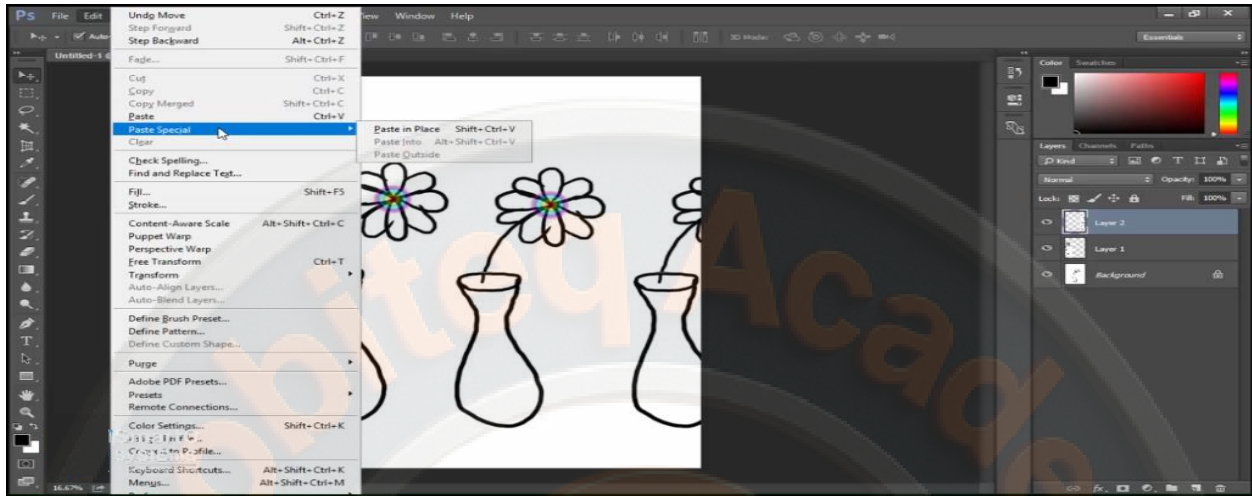 Ps File Edit View Window Help
Auto-
3D Mode:
Essentials
Untitled-1 @
Undo Move Ctrl+Z
Step Forward Shift+Ctrl+Z
Step Backward Alt+Ctrl+Z
Fade... Shift+Ctrl+F
Cut Ctrl+X
Copy Ctrl+C
Copy Merged Shift+Ctrl+C
Paste Ctrl+V
Paste Special
Clear
Check Spelling...
Find and Replace Text...
Fill... Shift+F5
Stroke...
Content-Aware Scale Alt+Shift+Ctrl+C
Puppet Warp
Perspective Warp
Free Transform Ctrl+T
Transform
Auto-Align Layers...
Auto-Blend Layers...
Define Brush Preset...
Define Pattern...
Define Custom Shape...
Purge
Adobe PDF Presets...
Presets
Remote Connections...
Color Settings... Shift+Ctrl+K
Keyboard Shortcuts... Alt+Shift+Ctrl+K
Menus... Alt+Shift+Ctrl+M
Paste in Place Shift+Ctrl+V
Paste Into Alt+Shift+Ctrl+V
Paste Outside
Color Swatches
Layers Channels Paths
Kind
Normal Opacity: 100%
Lock: Fill: 100%
Layer 2
Layer 1
Background
16.67%